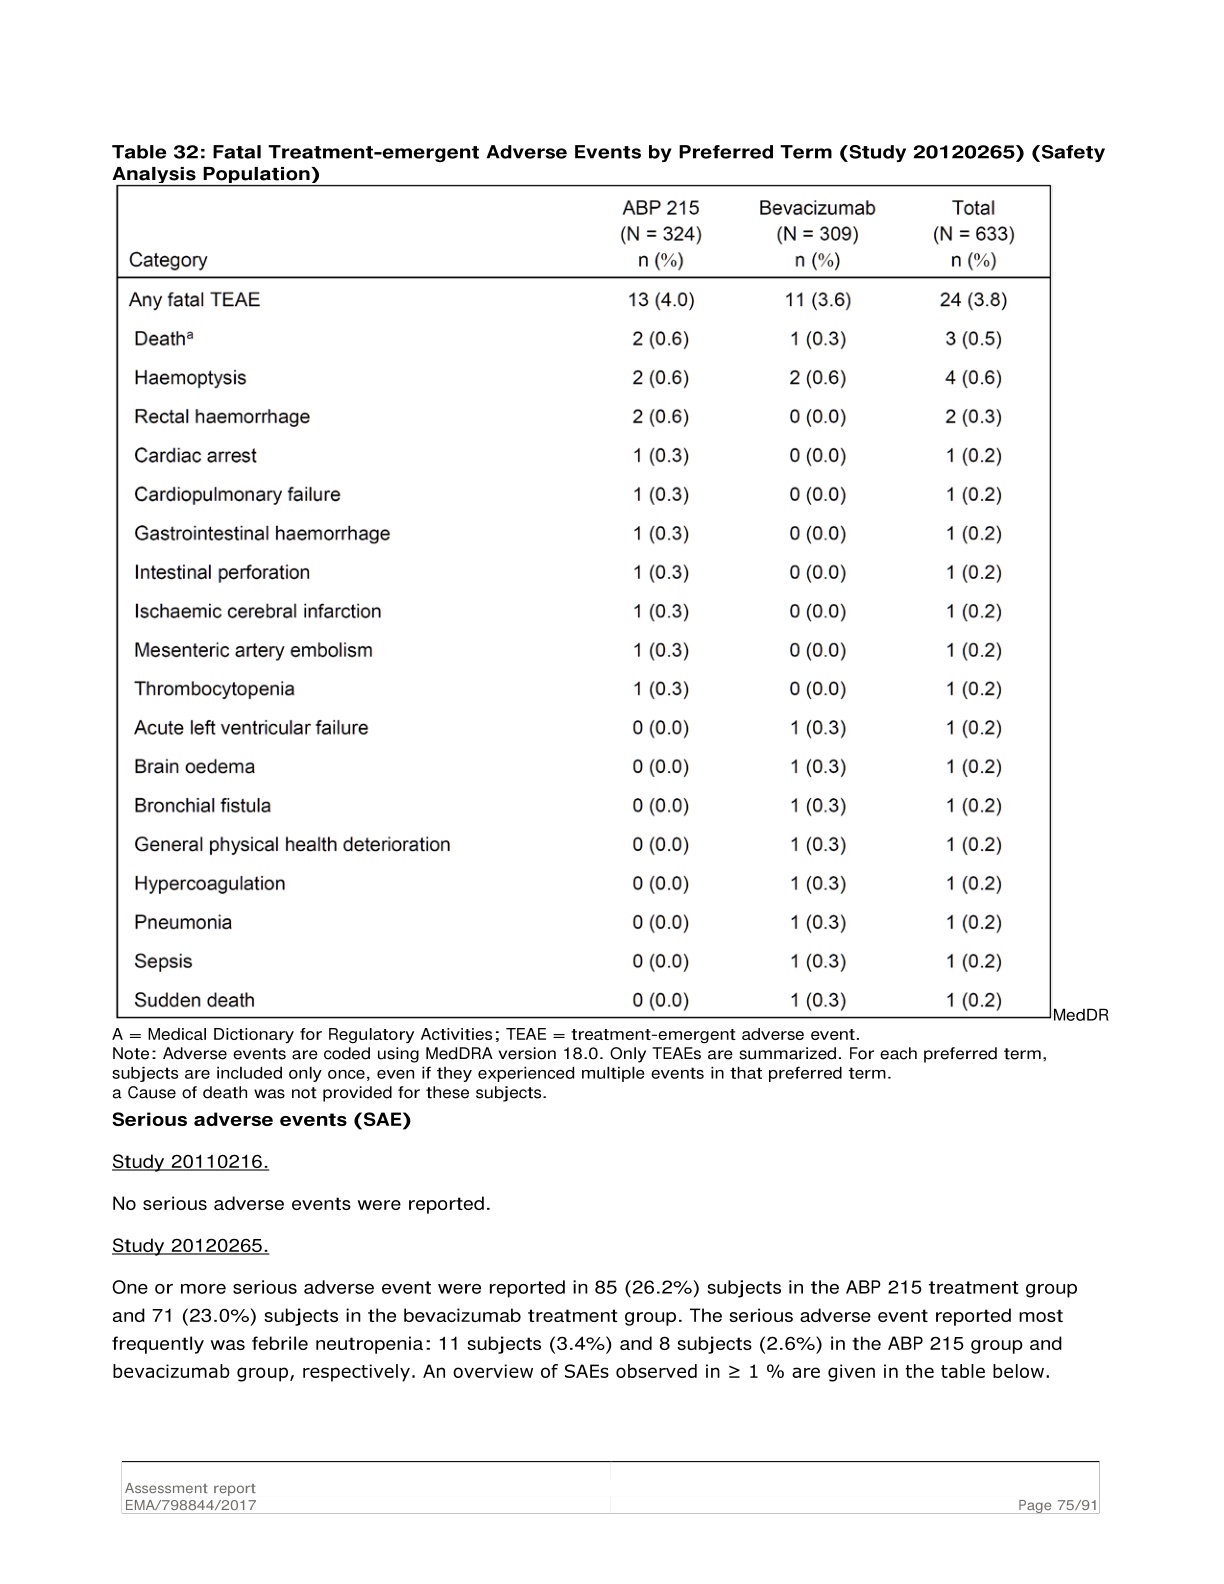 Table 32: Fatal Treatment-emergent Adverse Events by Preferred Term (Study 20120265) (Safety
Analysis Population)
ABP 215 Bevacizumab Total
(N = 324) (N = 309) (N = 633)
Category n (%) n (%) n (%)
Any fatal TEAE 13 (4.0) 11 (3.6) 24 (3.8)
Deathᵃ 2 (0.6) 1 (0.3) 3 (0.5)
Haemoptysis 2 (0.6) 2 (0.6) 4 (0.6)
Rectal haemorrhage 2 (0.6) 0 (0.0) 2 (0.3)
Cardiac arrest 1 (0.3) 0 (0.0) 1 (0.2)
Cardiopulmonary failure 1 (0.3) 0 (0.0) 1 (0.2)
Gastrointestinal haemorrhage 1 (0.3) 0 (0.0) 1 (0.2)
Intestinal perforation 1 (0.3) 0 (0.0) 1 (0.2)
Ischaemic cerebral infarction 1 (0.3) 0 (0.0) 1 (0.2)
Mesenteric artery embolism 1 (0.3) 0 (0.0) 1 (0.2)
Thrombocytopenia 1 (0.3) 0 (0.0) 1 (0.2)
Acute left ventricular failure 0 (0.0) 1 (0.3) 1 (0.2)
Brain oedema 0 (0.0) 1 (0.3) 1 (0.2)
Bronchial fistula 0 (0.0) 1 (0.3) 1 (0.2)
General physical health deterioration 0 (0.0) 1 (0.3) 1 (0.2)
Hypercoagulation 0 (0.0) 1 (0.3) 1 (0.2)
Pneumonia 0 (0.0) 1 (0.3) 1 (0.2)
Sepsis 0 (0.0) 1 (0.3) 1 (0.2)
Sudden death 0 (0.0) 1 (0.3) 1 (0.2)
MedDR
A = Medical Dictionary for Regulatory Activities; TEAE = treatment-emergent adverse event.
Note: Adverse events are coded using MedDRA version 18.0. Only TEAEs are summarized. For each preferred term,
subjects are included only once, even if they experienced multiple events in that preferred term.
a Cause of death was not provided for these subjects.
Serious adverse events (SAE)
Study 20110216.
No serious adverse events were reported.
Study 20120265.
One or more serious adverse event were reported in 85 (26.2%) subjects in the ABP 215 treatment group
and 71 (23.0%) subjects in the bevacizumab treatment group. The serious adverse event reported most
frequently was febrile neutropenia: 11 subjects (3.4%) and 8 subjects (2.6%) in the ABP 215 group and
bevacizumab group, respectively. An overview of SAEs observed in ≥ 1 % are given in the table below.
Assessment report
EMA/798844/2017 Page 75/91